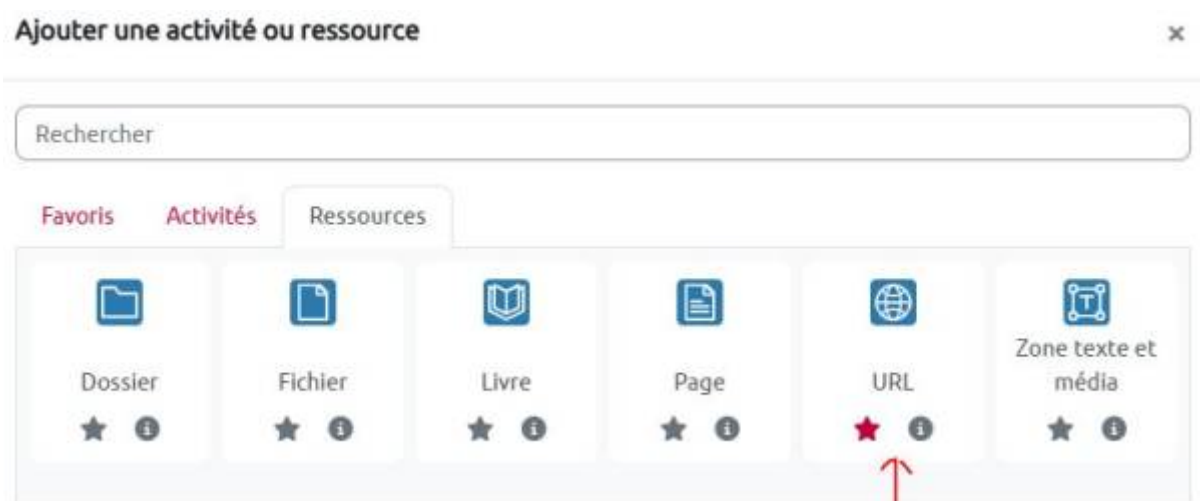 Ajouter une activité ou ressource
×
Rechercher
Favoris Activités Ressources
Dossier Fichier Livre Page URL Zone texte et média